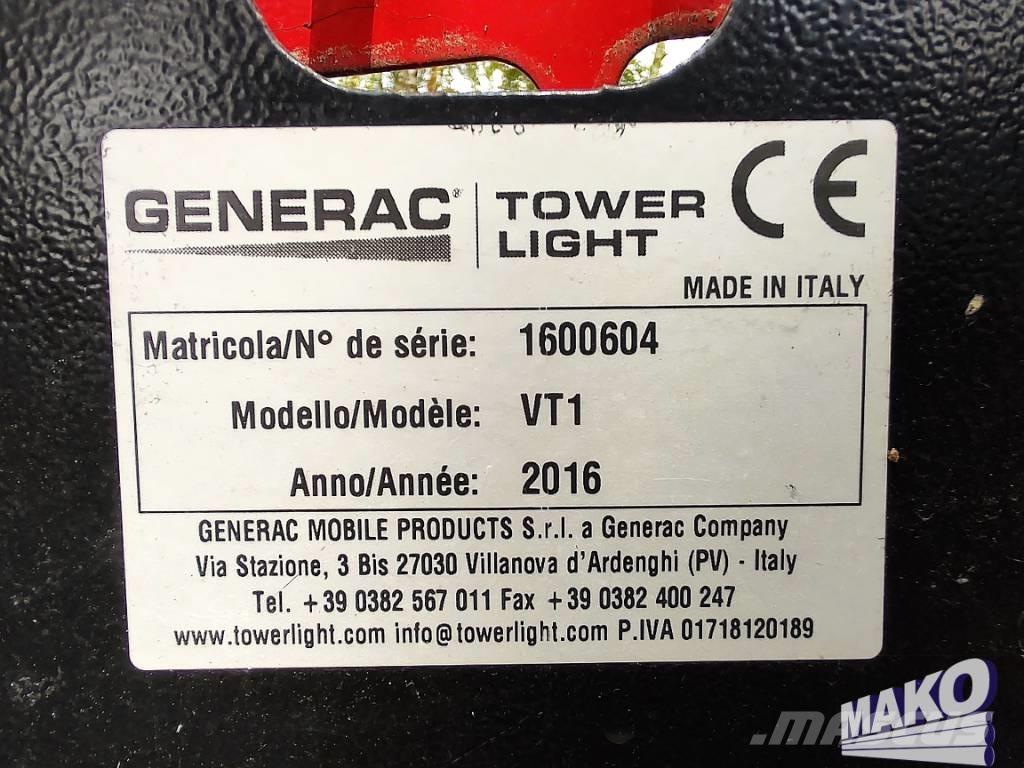 GENERAC® TOWER LIGHT CE
MADE IN ITALY
Matricola/N° de série: 1600604
Modello/Modèle: VT1
Anno/Année: 2016
GENERAC MOBILE PRODUCTS S.r.l. a Generac Company
Via Stazione, 3 Bis 27030 Villanova d'Ardenghi (PV) - Italy
Tel. +39 0382 567 011 Fax +39 0382 400 247
www.towerlight.com info@towerlight.com P.IVA 01718120189
MAKO
MASCUS